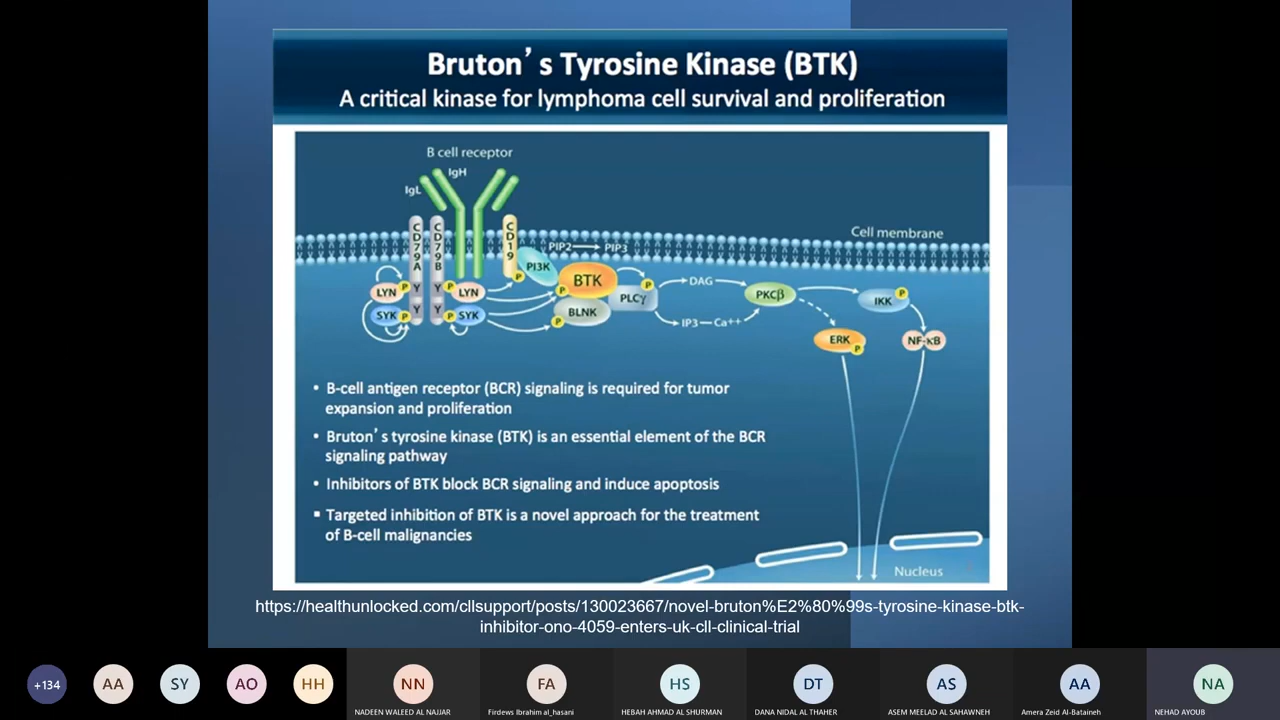 Bruton's Tyrosine Kinase (BTK)
A critical kinase for lymphoma cell survival and proliferation
B cell receptor
IgH
IgL
CD79A
CD79B
CD19
Cell membrane
PIP2
PIP3
PI3K
BTK
LYN
P
Y
Y
P
LYN
SYK
P
Y
Y
P
SYK
P
P
P
P
BLNK
PLCγ
DAG
IP3
Ca++
PKCβ
IKK
P
ERK
P
NF-κB
• B-cell antigen receptor (BCR) signaling is required for tumor
expansion and proliferation
• Bruton's tyrosine kinase (BTK) is an essential element of the BCR
signaling pathway
• Inhibitors of BTK block BCR signaling and induce apoptosis
▪ Targeted inhibition of BTK is a novel approach for the treatment
of B-cell malignancies
Nucleus
https://healthunlocked.com/cllsupport/posts/130023667/novel-bruton%E2%80%99s-tyrosine-kinase-btk-
inhibitor-ono-4059-enters-uk-cll-clinical-trial
+134
AA
SY
AO
HH
NN
FA
HS
DT
AS
AA
NA
NADEEN WALEED AL NAJJAR
Firdews Ibrahim al_hasani
HEBAH AHMAD AL SHURMAN
DANA NIDAL AL THAHER
ASEM MEELAD AL SAHAWNEH
Amera Zeid Al-Bataineh
NEHAD AYOUB